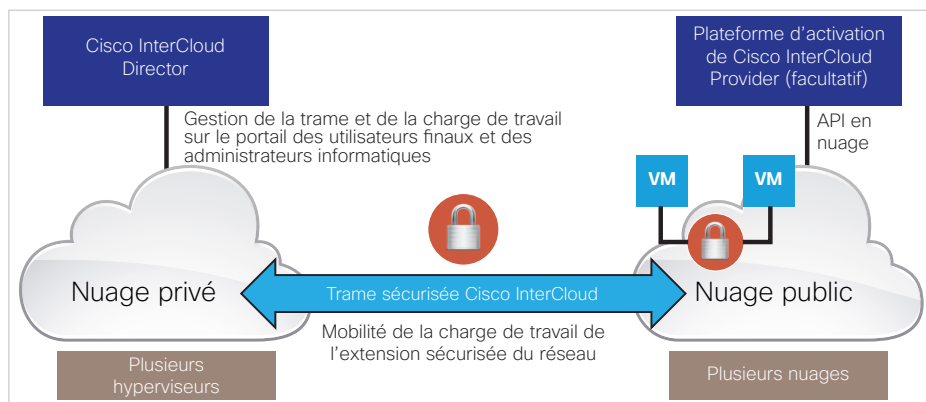 Cisco InterCloud
Director
Plateforme d'activation
de Cisco InterCloud
Provider (facultatif)
Gestion de la trame et de la charge de travail
sur le portail des utilisateurs finaux et des
administrateurs informatiques
API en
nuage
VM
VM
Nuage privé
Trame sécurisée Cisco InterCloud
Nuage public
Mobilité de la charge de travail de
l'extension sécurisée du réseau
Plusieurs
hyperviseurs
Plusieurs nuages